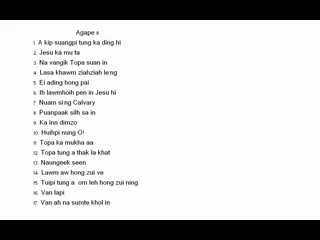 Agape 6
1. A kip suangpi tung ka ding hi
2. Jesu ka mu ta
3. Na vangik Topa suan in
4. Lasa khawm ziahziah leng
5. Ei ading hong pai
6. Ih lawmhoih pen in Jesu hi
7. Nuam sing Calvary
8. Puanpaak silh sa in
9. Ka inn dimzo
10. Huihpi nung O!
11. Topa ka mukha aa
12. Topa tung a thak la khat
13. Naungeek seen
14. Lawm aw hong zui ve
15. Tuipi tung a om leh hong zui ning
16. Van lapi
17. Van ah na sumte khol in